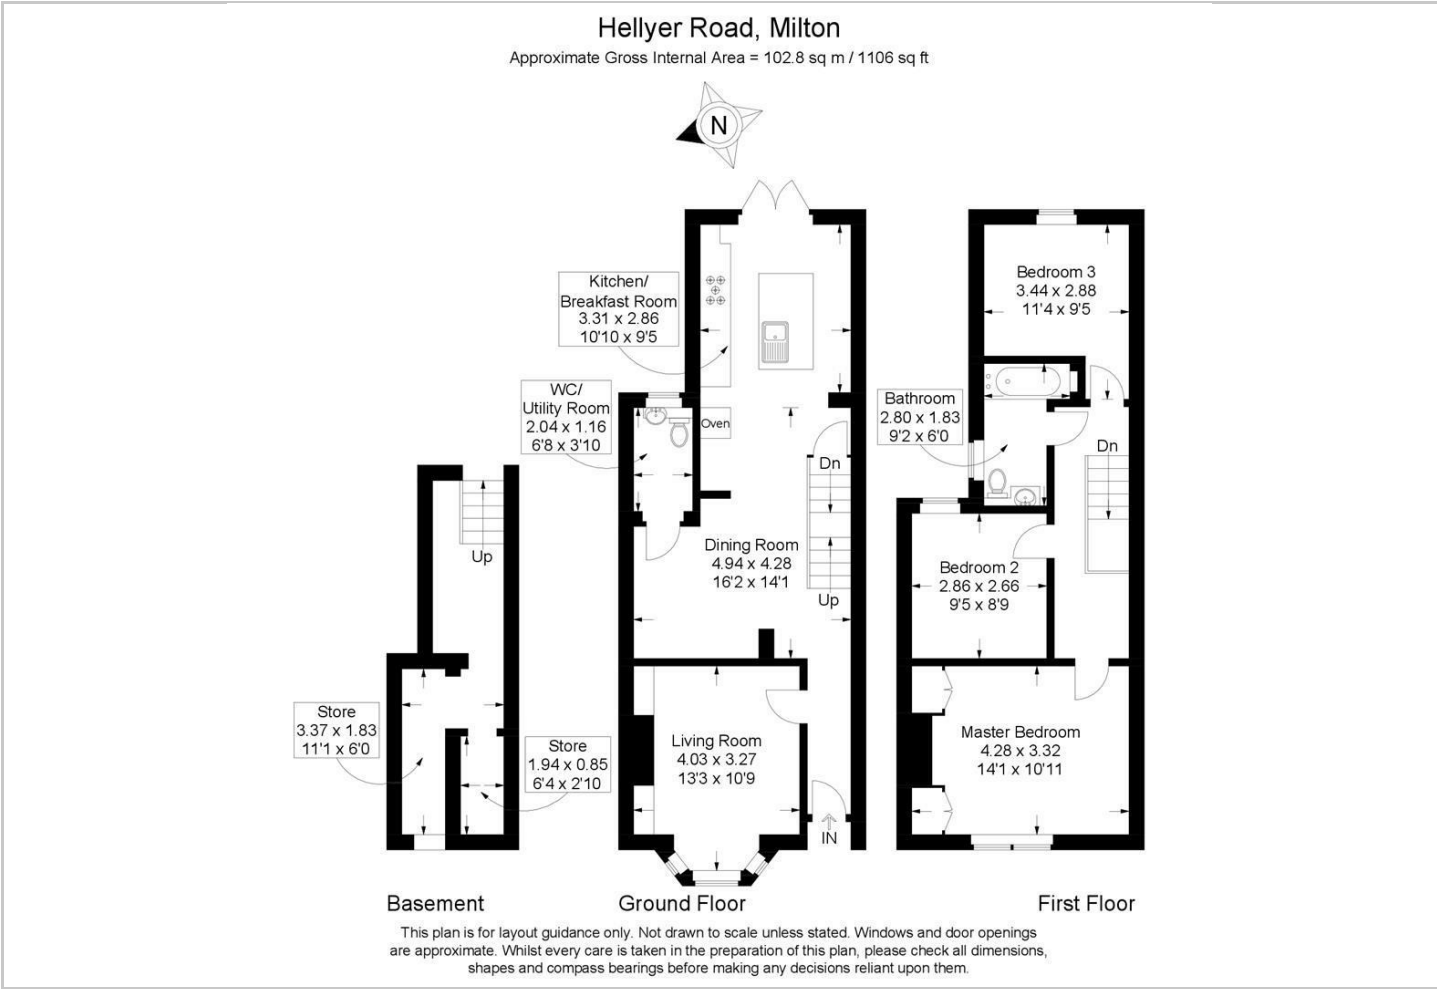 Hellyer Road, Milton
Approximate Gross Internal Area = 102.8 sq m / 1106 sq ft
N
Kitchen/
Breakfast Room
3.31 x 2.86
10'10 x 9'5
WC/
Utility Room
2.04 x 1.16
6'8 x 3'10
Oven
Dn
Dining Room
4.94 x 4.28
16'2 x 14'1
Up
Living Room
4.03 x 3.27
13'3 x 10'9
IN
Bedroom 3
3.44 x 2.88
11'4 x 9'5
Bathroom
2.80 x 1.83
9'2 x 6'0
Dn
Bedroom 2
2.86 x 2.66
9'5 x 8'9
Master Bedroom
4.28 x 3.32
14'1 x 10'11
Up
Store
3.37 x 1.83
11'1 x 6'0
Store
1.94 x 0.85
6'4 x 2'10
Basement
Ground Floor
First Floor
This plan is for layout guidance only. Not drawn to scale unless stated. Windows and door openings
are approximate. Whilst every care is taken in the preparation of this plan, please check all dimensions,
shapes and compass bearings before making any decisions reliant upon them.